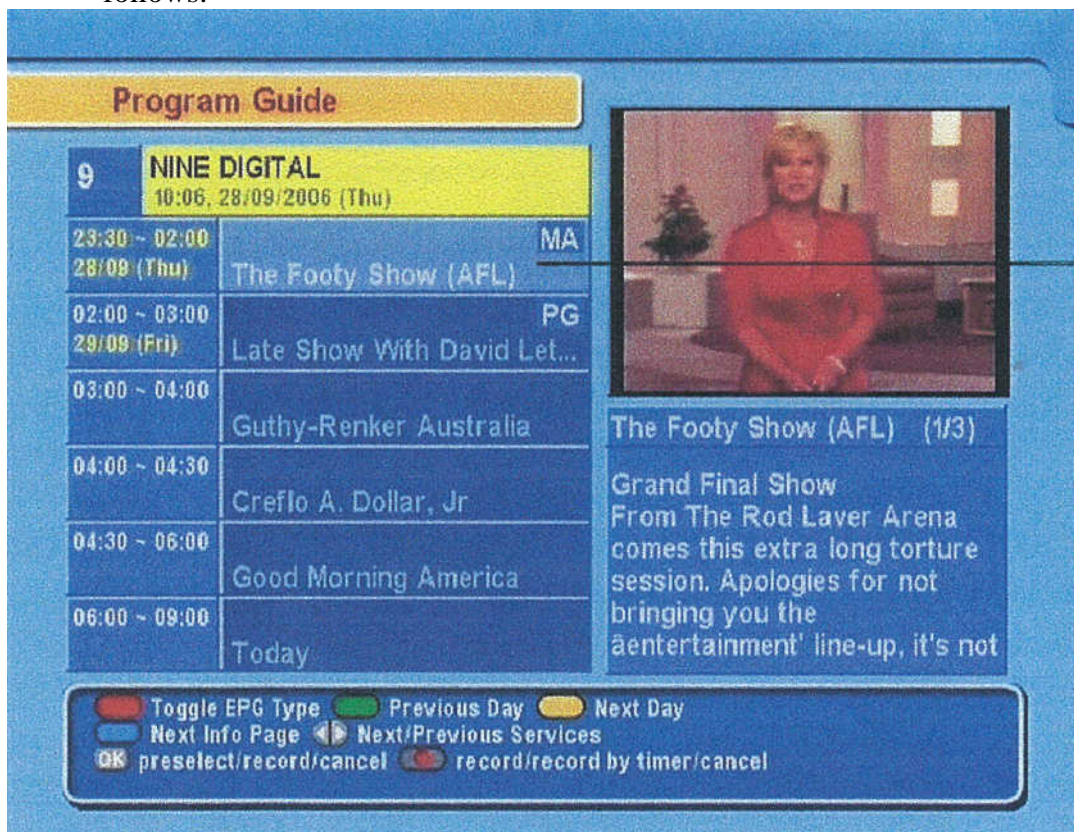 follows:
Program Guide
9 NINE DIGITAL
10:06, 28/09/2006 (Thu)
23:30 ~ 02:00 MA
28/09 (Thu) The Footy Show (AFL)
02:00 ~ 03:00 PG
29/09 (Fri) Late Show With David Let...
03:00 ~ 04:00
Guthy-Renker Australia
04:00 ~ 04:30
Creflo A. Dollar, Jr
04:30 ~ 06:00
Good Morning America
06:00 ~ 09:00
Today
The Footy Show (AFL) (1/3)
Grand Final Show
From The Rod Laver Arena
comes this extra long torture
session. Apologies for not
bringing you the
äentertainment' line-up, it's not
Toggle EPG Type Previous Day Next Day
Next Info Page Next/Previous Services
OK preselect/record/cancel record/record by timer/cancel